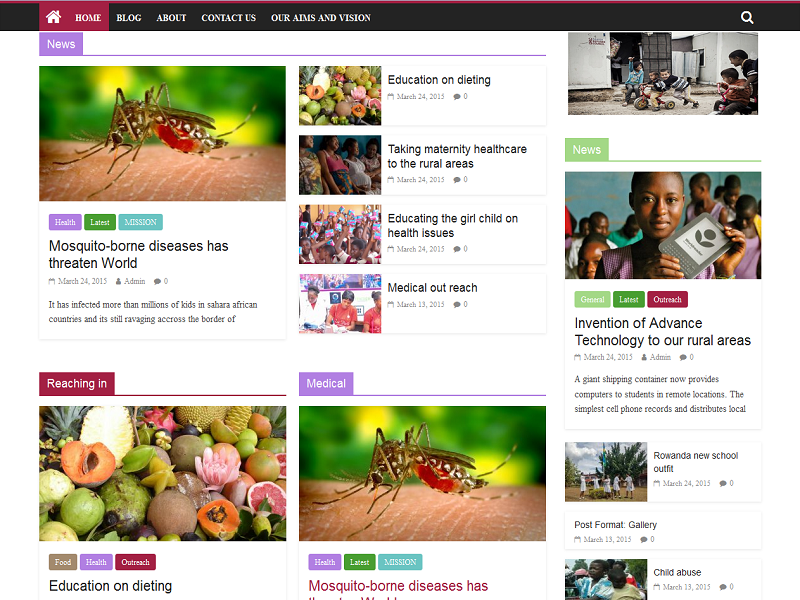 HOME BLOG ABOUT CONTACT US OUR AIMS AND VISION
News
Health Latest MISSION
Mosquito-borne diseases has
threaten World
March 24, 2015 Admin 0
It has infected more than millions of kids in sahara african
countries and its still ravaging accross the border of
Education on dieting
March 24, 2015 0
Taking maternity healthcare
to the rural areas
March 24, 2015 0
Educating the girl child on
health issues
March 24, 2015 0
Medical out reach
March 13, 2015 0
News
General Latest Outreach
Invention of Advance
Technology to our rural areas
March 24, 2015 Admin 0
A giant shipping container now provides
computers to students in remote locations. The
simplest cell phone records and distributes local
Rowanda new school
outfit
March 24, 2015 0
Post Format: Gallery
March 13, 2015 0
Child abuse
March 13, 2015 0
Reaching in
Food Health Outreach
Education on dieting
Medical
Health Latest MISSION
Mosquito-borne diseases has